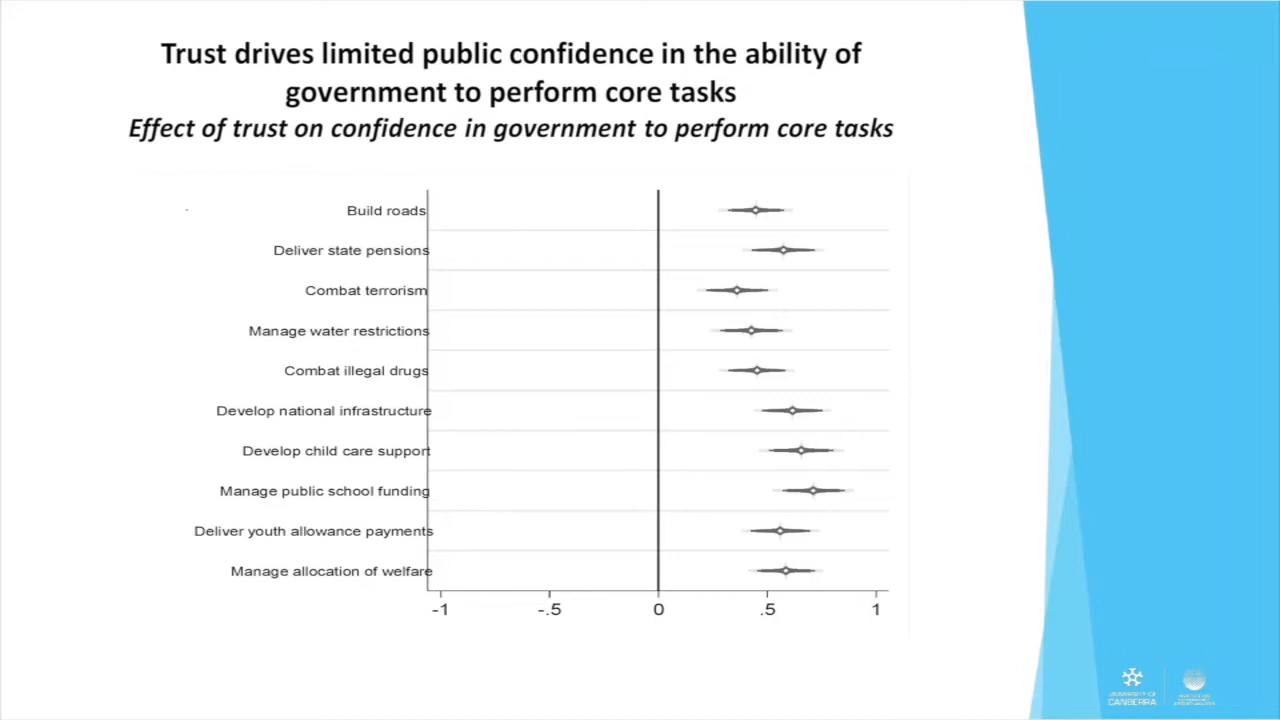 Trust drives limited public confidence in the ability of
government to perform core tasks
Effect of trust on confidence in government to perform core tasks
Build roads
Deliver state pensions
Combat terrorism
Manage water restrictions
Combat illegal drugs
Develop national infrastructure
Develop child care support
Manage public school funding
Deliver youth allowance payments
Manage allocation of welfare
-1 -.5 0 .5 1
UNIVERSITY OF
CANBERRA